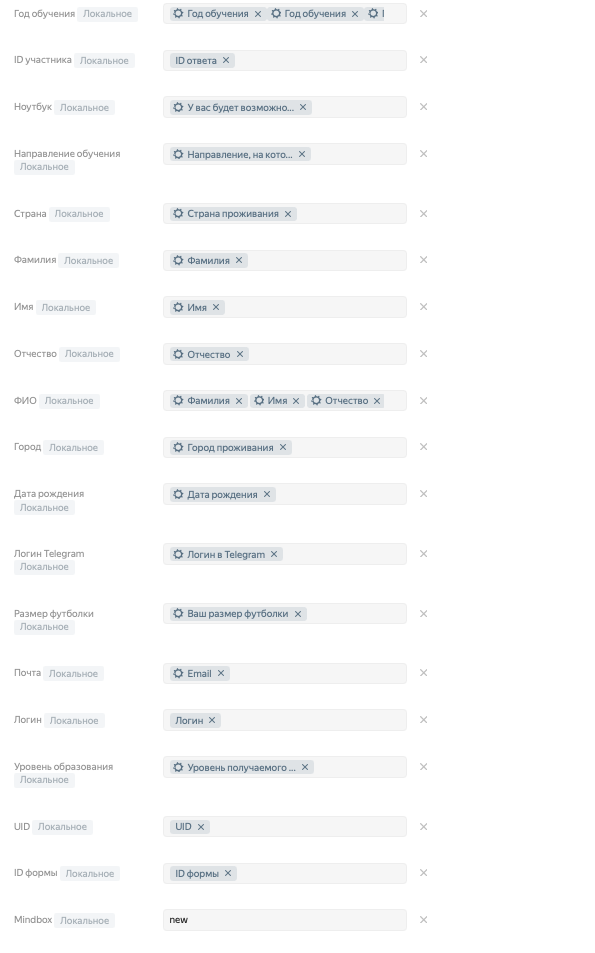 Год обучения Локальное Год обучения Год обучения
ID участника Локальное ID ответа
Ноутбук Локальное У вас будет возможно...
Направление обучения Направление, на кото...
Локальное
Страна Локальное Страна проживания
Фамилия Локальное Фамилия
Имя Локальное Имя
Отчество Локальное Отчество
ФИО Локальное Фамилия Имя Отчество
Город Локальное Город проживания
Дата рождения Дата рождения
Локальное
Логин Telegram Логин в Telegram
Локальное
Размер футболки Ваш размер футболки
Локальное
Почта Локальное Email
Логин Локальное Логин
Уровень образования Уровень получаемого ...
Локальное
UID Локальное UID
ID формы Локальное ID формы
Mindbox Локальное new